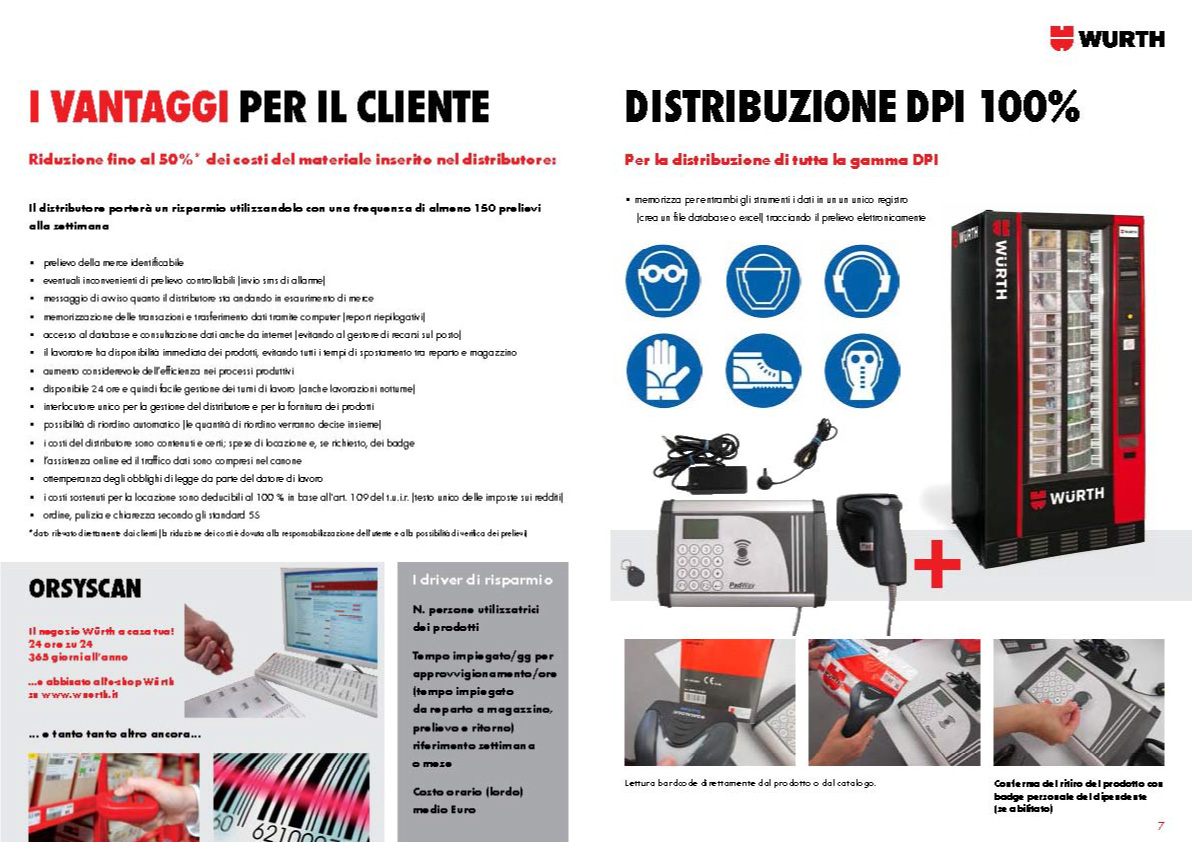 WURTH
I VANTAGGI PER IL CLIENTE
Riduzione fino al 50%* dei costi del materiale inserito nel distributore:
Il distributore porterà un risparmio utilizzandolo con una frequenza di almeno 150 prelievi
alla settimana
• prelievo della merce identificabile
• eventuali inconvenienti di prelievo controllabili (invio sms di allarme)
• messaggio di avviso quanto il distributore sta andando in esaurimento di merce
• memorizzazione delle transazioni e trasferimento dati tramite computer (report riepilogativi)
• accesso al database e consultazione dati anche da internet (evitando al gestore di recarsi sul posto)
• il lavoratore ha disponibilità immediata dei prodotti, evitando tutti i tempi di spostamento tra reparto e magazzino
• aumento considerevole dell'efficienza nei processi produttivi
• disponibile 24 ore e quindi facile gestione dei turni di lavoro (anche lavorazioni notturne)
• interlocutore unico per la gestione del distributore e per la fornitura dei prodotti
• possibilità di riordino automatico (le quantità di riordino verranno decise insieme)
• i costi del distributore sono contenuti e certi; spese di locazione e, se richiesto, dei badge
• l'assistenza online ed il traffico dati sono compresi nel canone
• ottemperanza degli obblighi di legge da parte del datore di lavoro
• i costi sostenuti per la locazione sono deducibili al 100 % in base all'art. 109 del t.u.i.r. (testo unico delle imposte sui redditi)
• ordine, pulizia e chiarezza secondo gli standard 5S
*dato rilevato direttamente dai clienti (la riduzione dei costi è dovuta alla responsabilizzazione dell'utente e alla possibilità di verifica dei prelievi)
ORSYSCAN
Il negozio Würth a casa tua!
24 ore su 24
365 giorni all'anno
...e abbinato all'e-shop Würth
su www.wuerth.it
... e tanto tanto altro ancora...
I driver di risparmio
N. persone utilizzatrici
dei prodotti
Tempo impiegato/gg per
approvvigionamento/ore
(tempo impiegato
da reparto a magazzino,
prelievo e ritorno)
riferimento settimana
o mese
Costo orario (lordo)
medio Euro
DISTRIBUZIONE DPI 100%
Per la distribuzione di tutta la gamma DPI
• memorizza per entrambi gli strumenti i dati in un un unico registro
(crea un file database o excel) tracciando il prelievo elettronicamente
WÜRTH
WÜRTH
WÜRTH
WÜRTH
PadWay
+
Lettura bardcode direttamente dal prodotto o dal catalogo.
Conferma del ritiro del prodotto con
badge personale del dipendente
(se abilitato)
7